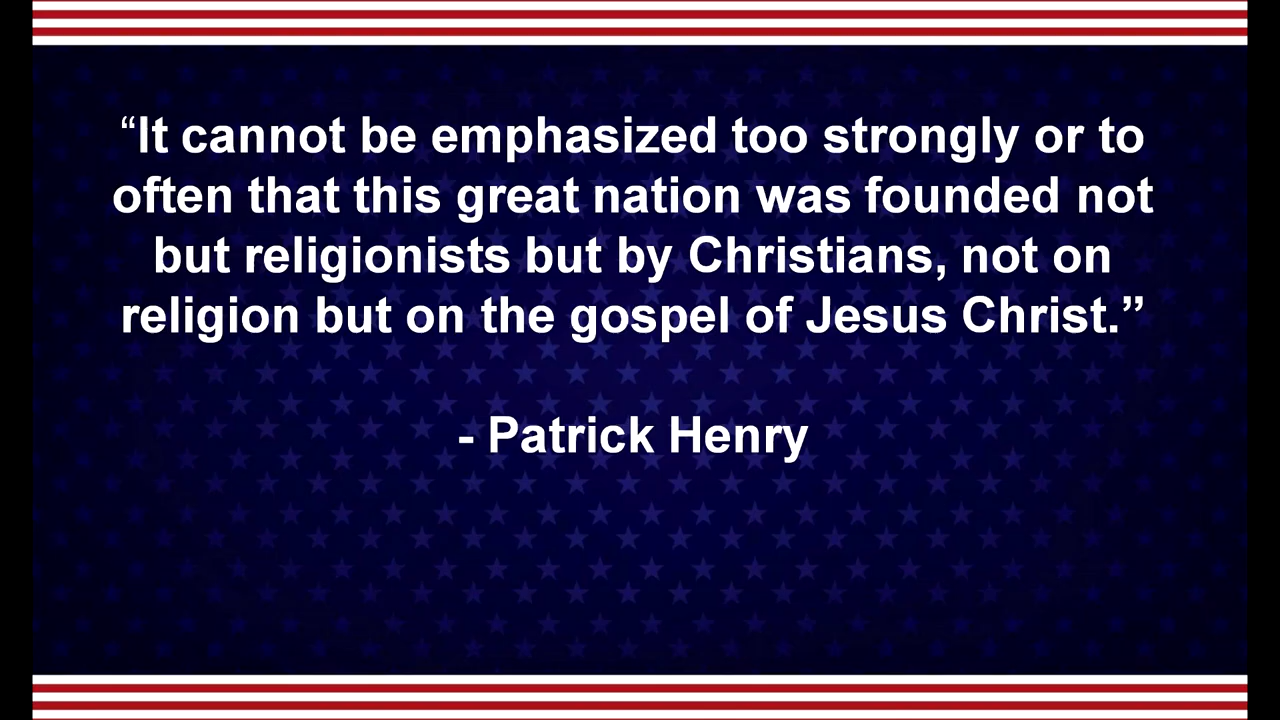 “It cannot be emphasized too strongly or to
often that this great nation was founded not
but religionists but by Christians, not on
religion but on the gospel of Jesus Christ.”
- Patrick Henry